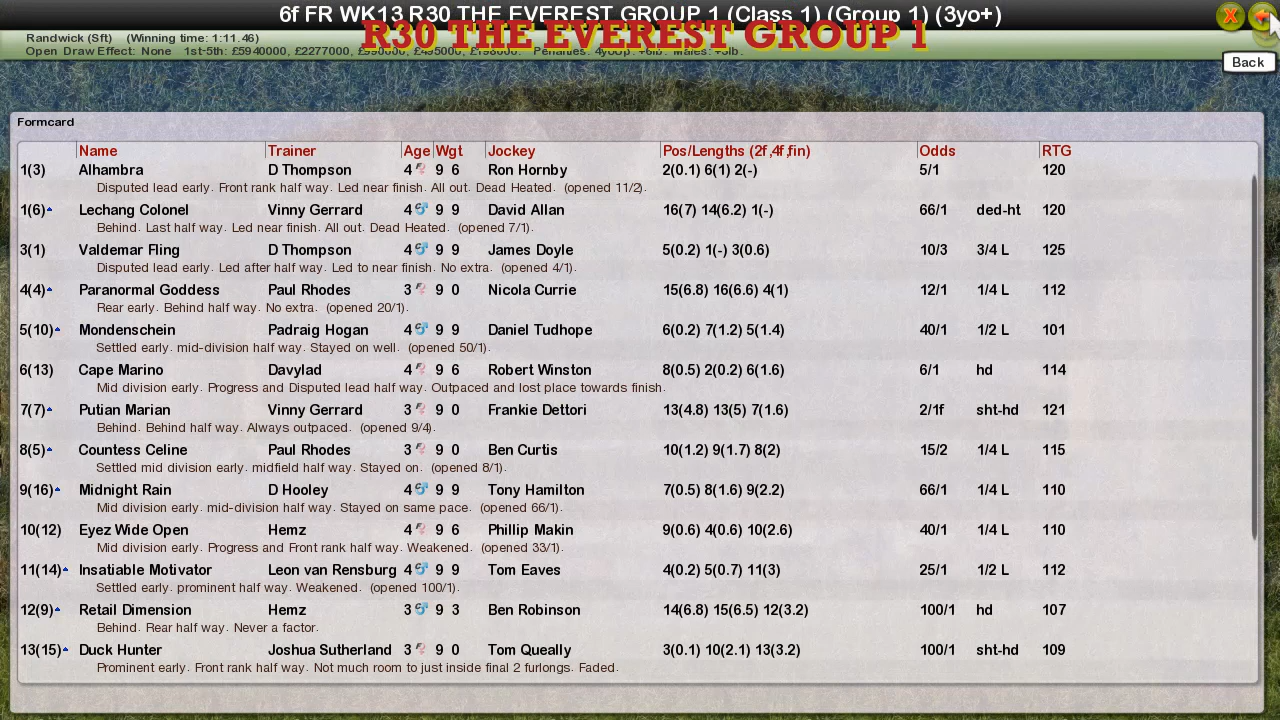 6f FR WK13 R30 THE EVEREST GROUP 1 (Class 1) (Group 1) (3yo+)
R30 THE EVEREST GROUP 1
Randwick (Sft) (Winning time: 1:11.46)
Open Draw Effect: None 1st-5th: £5940000, £2277000, £990000, £495000, £198000. Penalties: 4youp: +6lb. Males: +3lb.
X
Back
Formcard
Name Trainer Age Wgt Jockey Pos/Lengths (2f,4f,fin) Odds RTG
1(3) Alhambra D Thompson 4 9 6 Ron Hornby 2(0.1) 6(1) 2(-) 5/1 120
Disputed lead early. Front rank half way. Led near finish. All out. Dead Heated. (opened 11/2).
1(6) Lechang Colonel Vinny Gerrard 4 9 9 David Allan 16(7) 14(6.2) 1(-) 66/1 ded-ht 120
Behind. Last half way. Led near finish. All out. Dead Heated. (opened 7/1).
3(1) Valdemar Fling D Thompson 4 9 9 James Doyle 5(0.2) 1(-) 3(0.6) 10/3 3/4 L 125
Disputed lead early. Led after half way. Led to near finish. No extra. (opened 4/1).
4(4) Paranormal Goddess Paul Rhodes 3 9 0 Nicola Currie 15(6.8) 16(6.6) 4(1) 12/1 1/4 L 112
Rear early. Behind half way. No extra. (opened 20/1).
5(10) Mondenschein Padraig Hogan 4 9 9 Daniel Tudhope 6(0.2) 7(1.2) 5(1.4) 40/1 1/2 L 101
Settled early. mid-division half way. Stayed on well. (opened 50/1).
6(13) Cape Marino Davylad 4 9 6 Robert Winston 8(0.5) 2(0.2) 6(1.6) 6/1 hd 114
Mid division early. Progress and Disputed lead half way. Outpaced and lost place towards finish.
7(7) Putian Marian Vinny Gerrard 3 9 0 Frankie Dettori 13(4.8) 13(5) 7(1.6) 2/1f sht-hd 121
Behind. Behind half way. Always outpaced. (opened 9/4).
8(5) Countess Celine Paul Rhodes 3 9 0 Ben Curtis 10(1.2) 9(1.7) 8(2) 15/2 1/4 L 115
Settled mid division early. midfield half way. Stayed on. (opened 8/1).
9(16) Midnight Rain D Hooley 4 9 9 Tony Hamilton 7(0.5) 8(1.6) 9(2.2) 66/1 1/4 L 110
Mid division early. mid-division half way. Stayed on same pace. (opened 66/1).
10(12) Eyez Wide Open Hemz 4 9 6 Phillip Makin 9(0.6) 4(0.6) 10(2.6) 40/1 1/4 L 110
Mid division early. Progress and Front rank half way. Weakened. (opened 33/1).
11(14) Insatiable Motivator Leon van Rensburg 4 9 9 Tom Eaves 4(0.2) 5(0.7) 11(3) 25/1 1/2 L 112
Settled early. prominent half way. Weakened. (opened 100/1).
12(9) Retail Dimension Hemz 3 9 3 Ben Robinson 14(6.8) 15(6.5) 12(3.2) 100/1 hd 107
Behind. Rear half way. Never a factor.
13(15) Duck Hunter Joshua Sutherland 3 9 0 Tom Queally 3(0.1) 10(2.1) 13(3.2) 100/1 sht-hd 109
Prominent early. Front rank half way. Not much room to just inside final 2 furlongs. Faded.